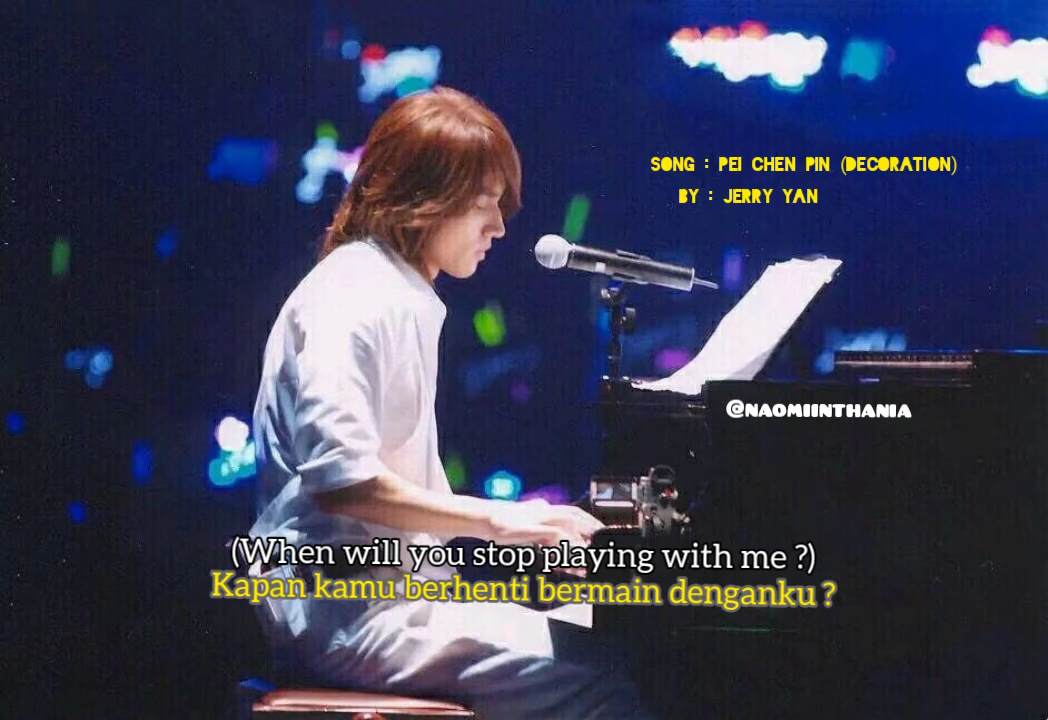 SONG : PEI CHEN PIN (DECORATION)
BY : JERRY YAN
@NAOMIINTHANIA
(When will you stop playing with me ?)
Kapan kamu berhenti bermain denganku ?